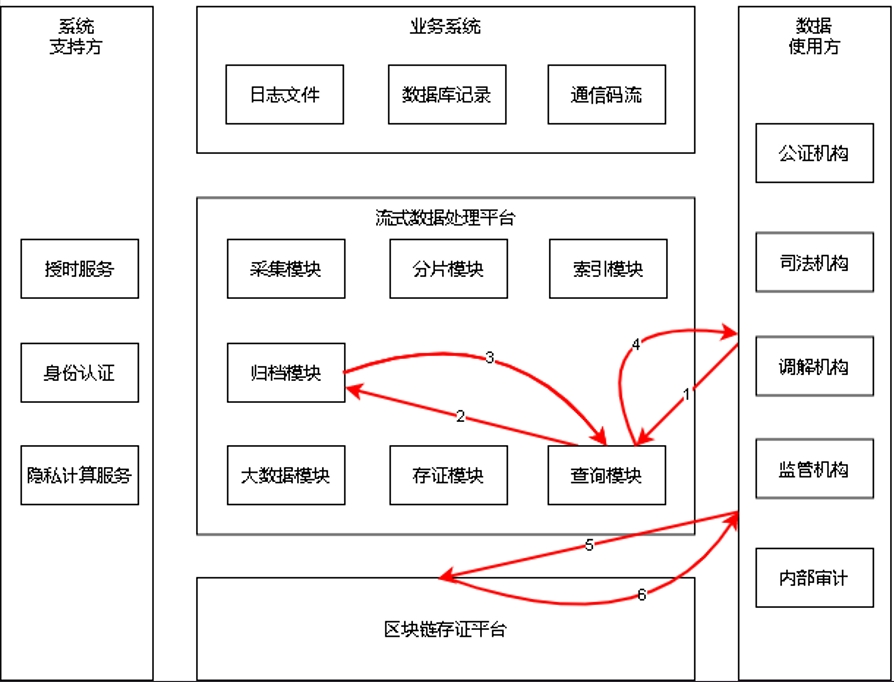 系统
支持方
授时服务
身份认证
隐私计算服务
业务系统
日志文件
数据库记录
通信码流
流式数据处理平台
采集模块
分片模块
索引模块
归档模块
大数据模块
存证模块
查询模块
3
2
4
1
5
6
区块链存证平台
数据
使用方
公证机构
司法机构
调解机构
监管机构
内部审计